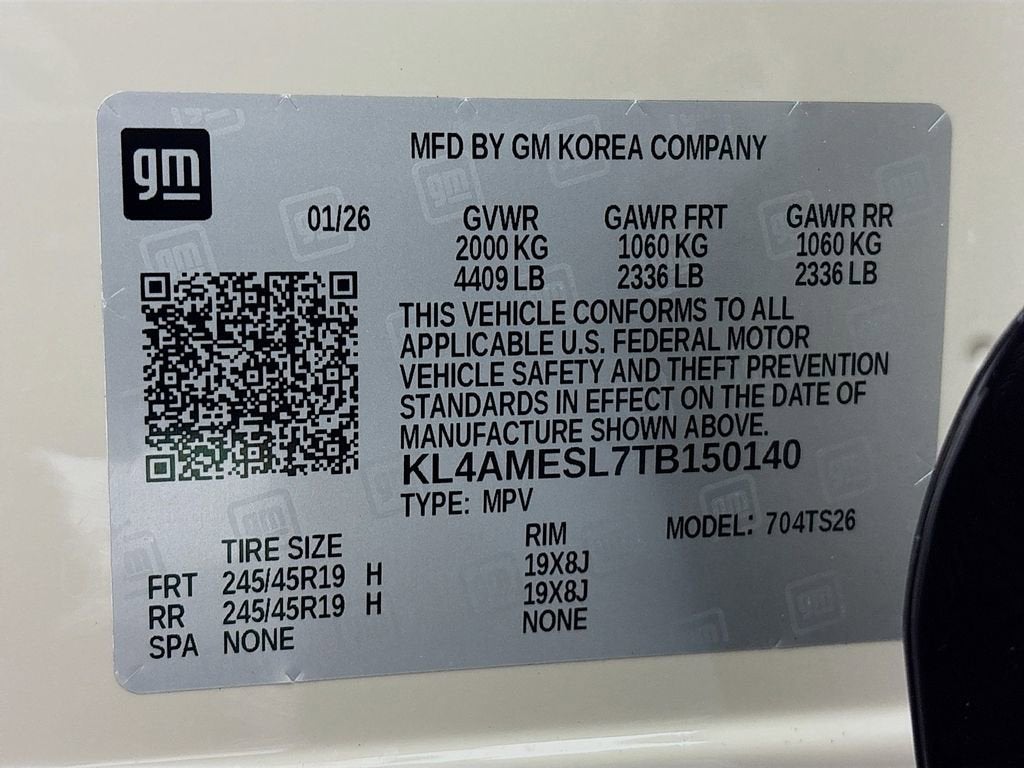 gm
MFD BY GM KOREA COMPANY
01/26 GVWR GAWR FRT GAWR RR
2000 KG 1060 KG 1060 KG
4409 LB 2336 LB 2336 LB
THIS VEHICLE CONFORMS TO ALL
APPLICABLE U.S. FEDERAL MOTOR
VEHICLE SAFETY AND THEFT PREVENTION
STANDARDS IN EFFECT ON THE DATE OF
MANUFACTURE SHOWN ABOVE.
KL4AMESL7TB150140
TYPE: MPV MODEL: 704TS26
TIRE SIZE RIM
FRT 245/45R19 H 19X8J
RR 245/45R19 H 19X8J
SPA NONE NONE